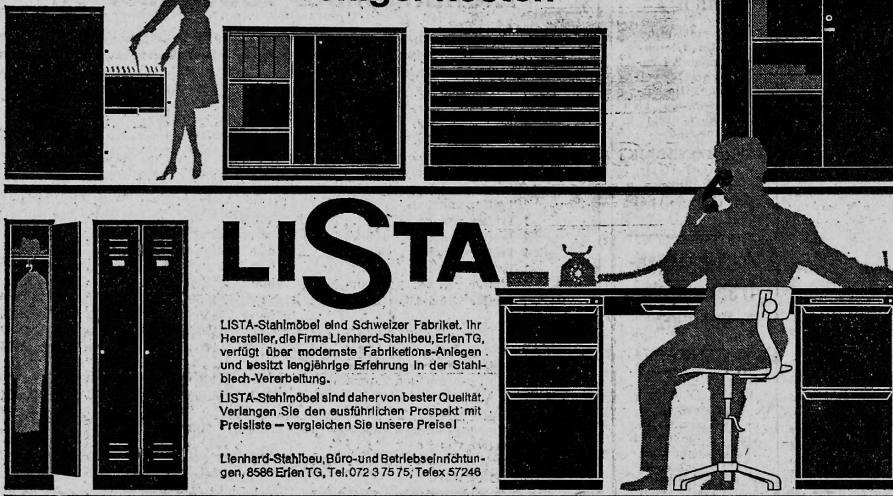 kosten
LISTA
LISTA-Stahlmöbel sind Schweizer Fabrikat. Ihr
Hersteller, die Firma Lienhard-Stahlbau, Erlen TG,
verfügt über modernste Fabrikations-Anlagen
und besitzt langjährige Erfahrung in der Stahl-
blech-Verarbeitung.
LISTA-Stahlmöbel sind daher von bester Qualität.
Verlangen Sie den ausführlichen Prospekt mit
Preisliste – vergleichen Sie unsere Preise!
Lienhard-Stahlbau, Büro- und Betriebseinrichtun-
gen, 8586 Erlen TG, Tel. 072 3 75 75, Telex 57246